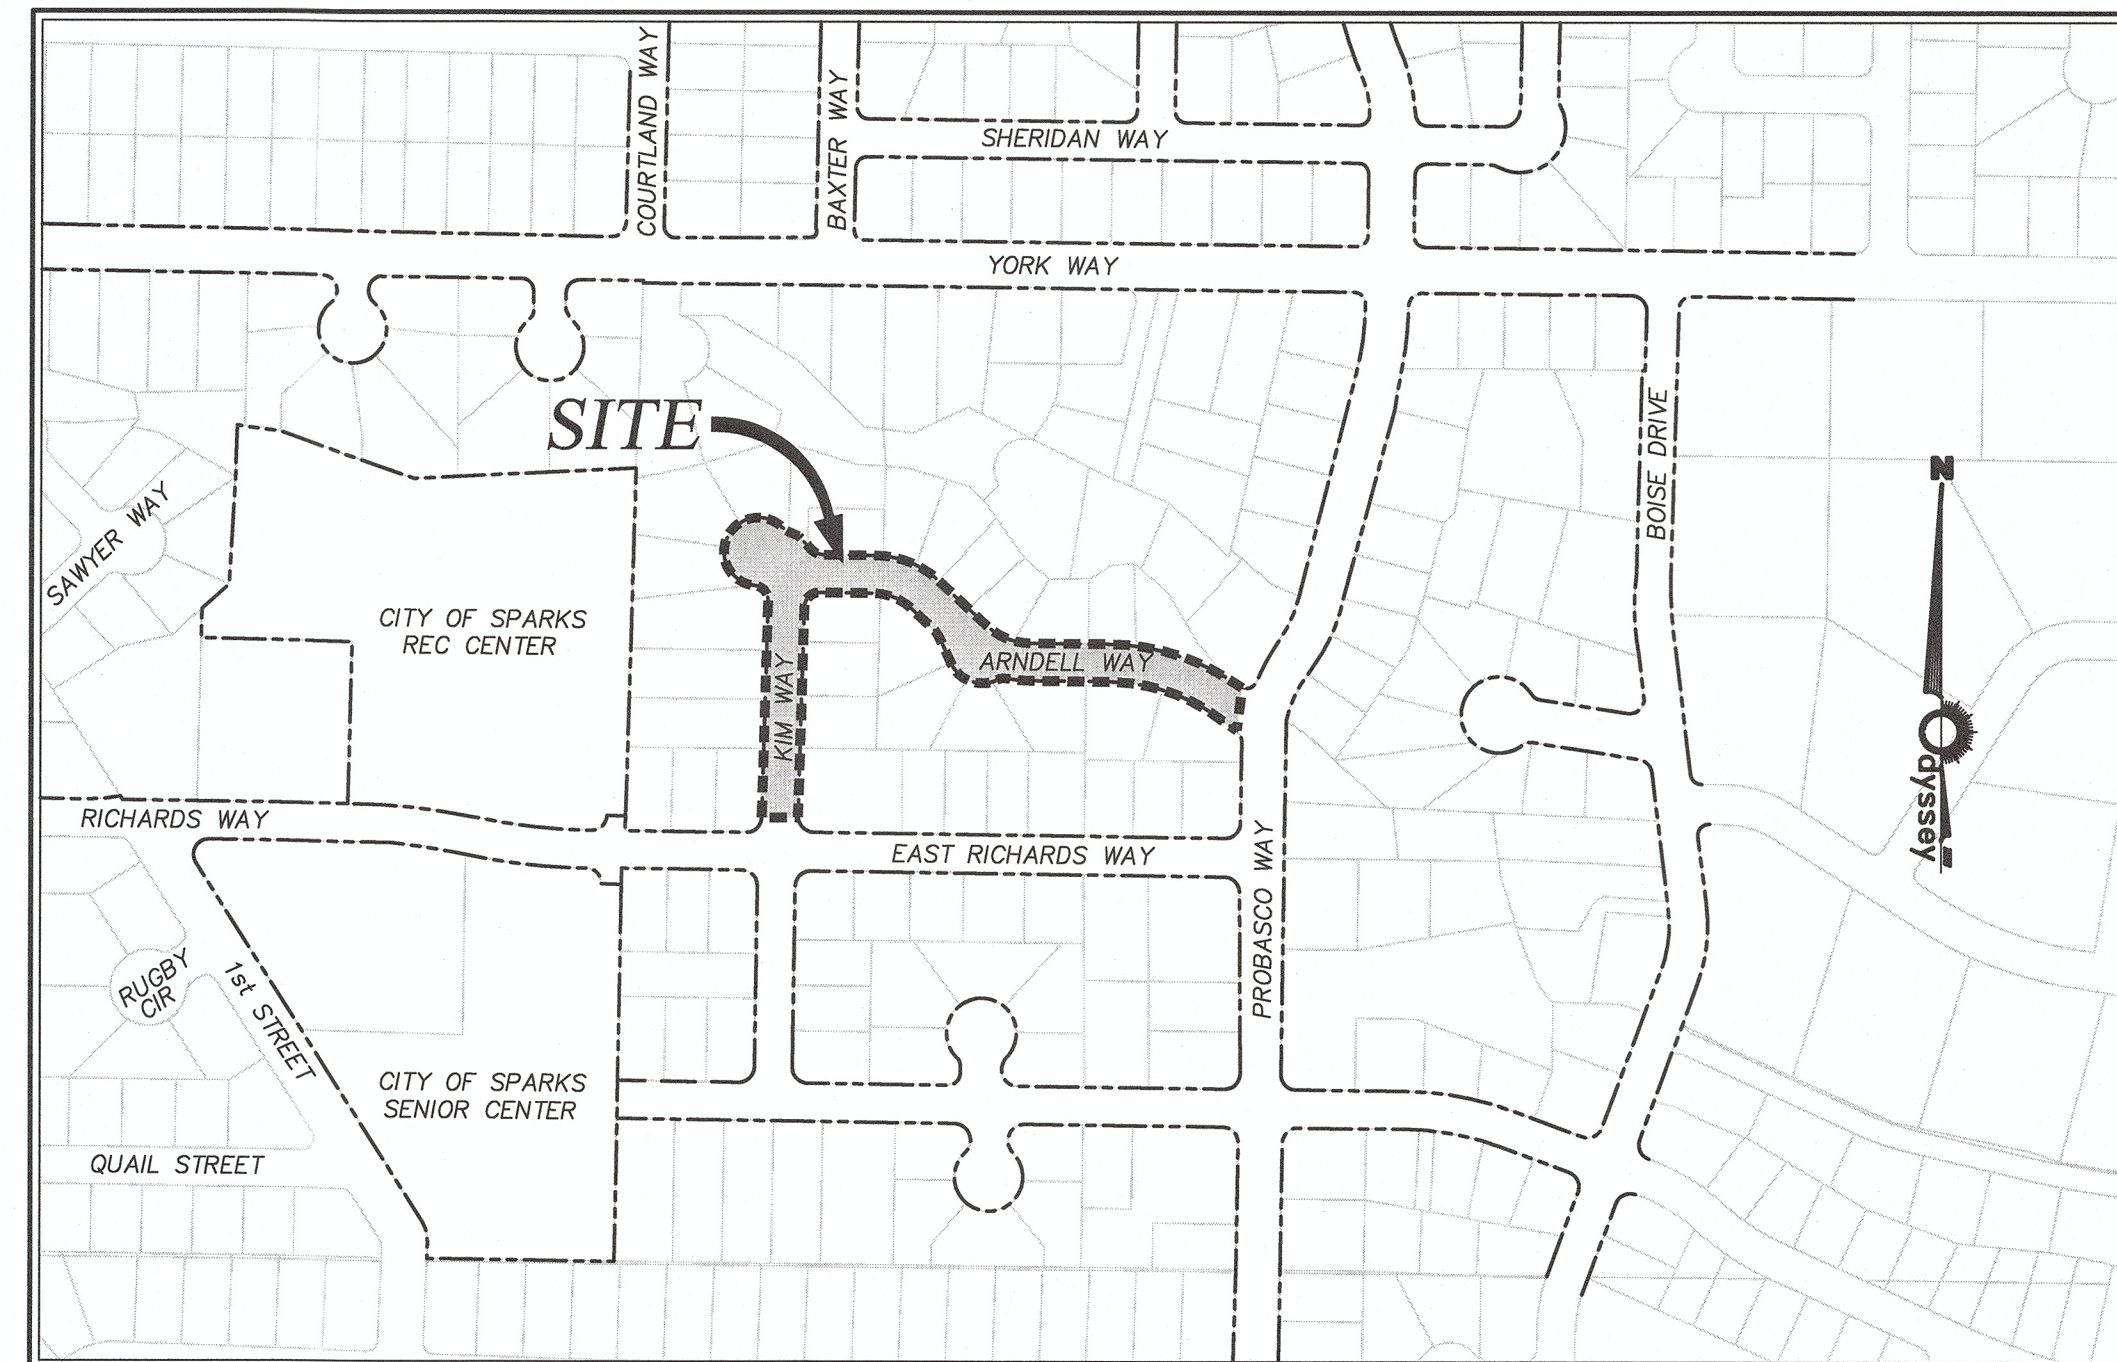 COURTLAND WAY
BAXTER WAY
SHERIDAN WAY
YORK WAY
SITE
BOISE DRIVE
N
SAWYER WAY
CITY OF SPARKS
REC CENTER
ARNDELL WAY
KIM WAY
Odyssey
RICHARDS WAY
EAST RICHARDS WAY
PROBASCO WAY
RUGBY
CIR
1st STREET
CITY OF SPARKS
SENIOR CENTER
QUAIL STREET